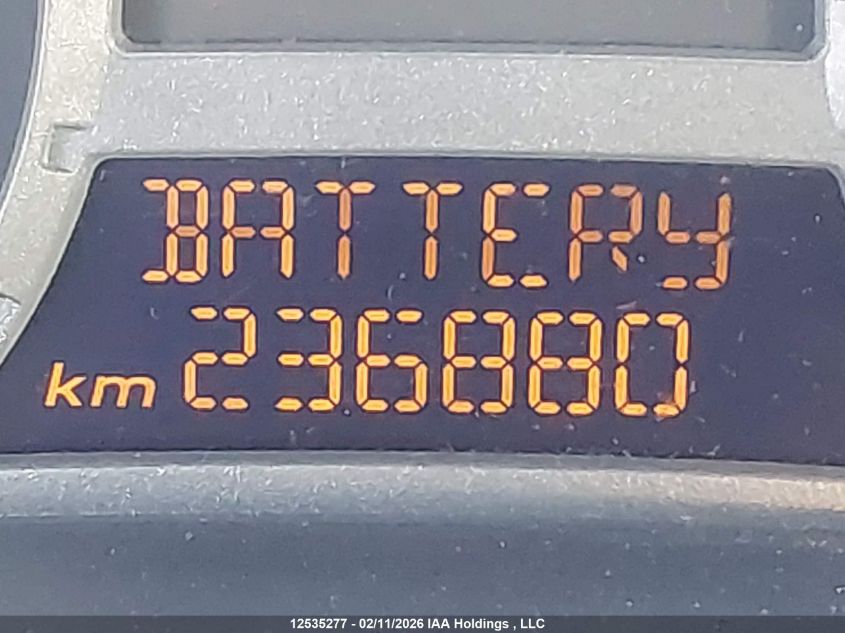 BATTERY
km 236880
12535277 - 02/11/2026 IAA Holdings , LLC